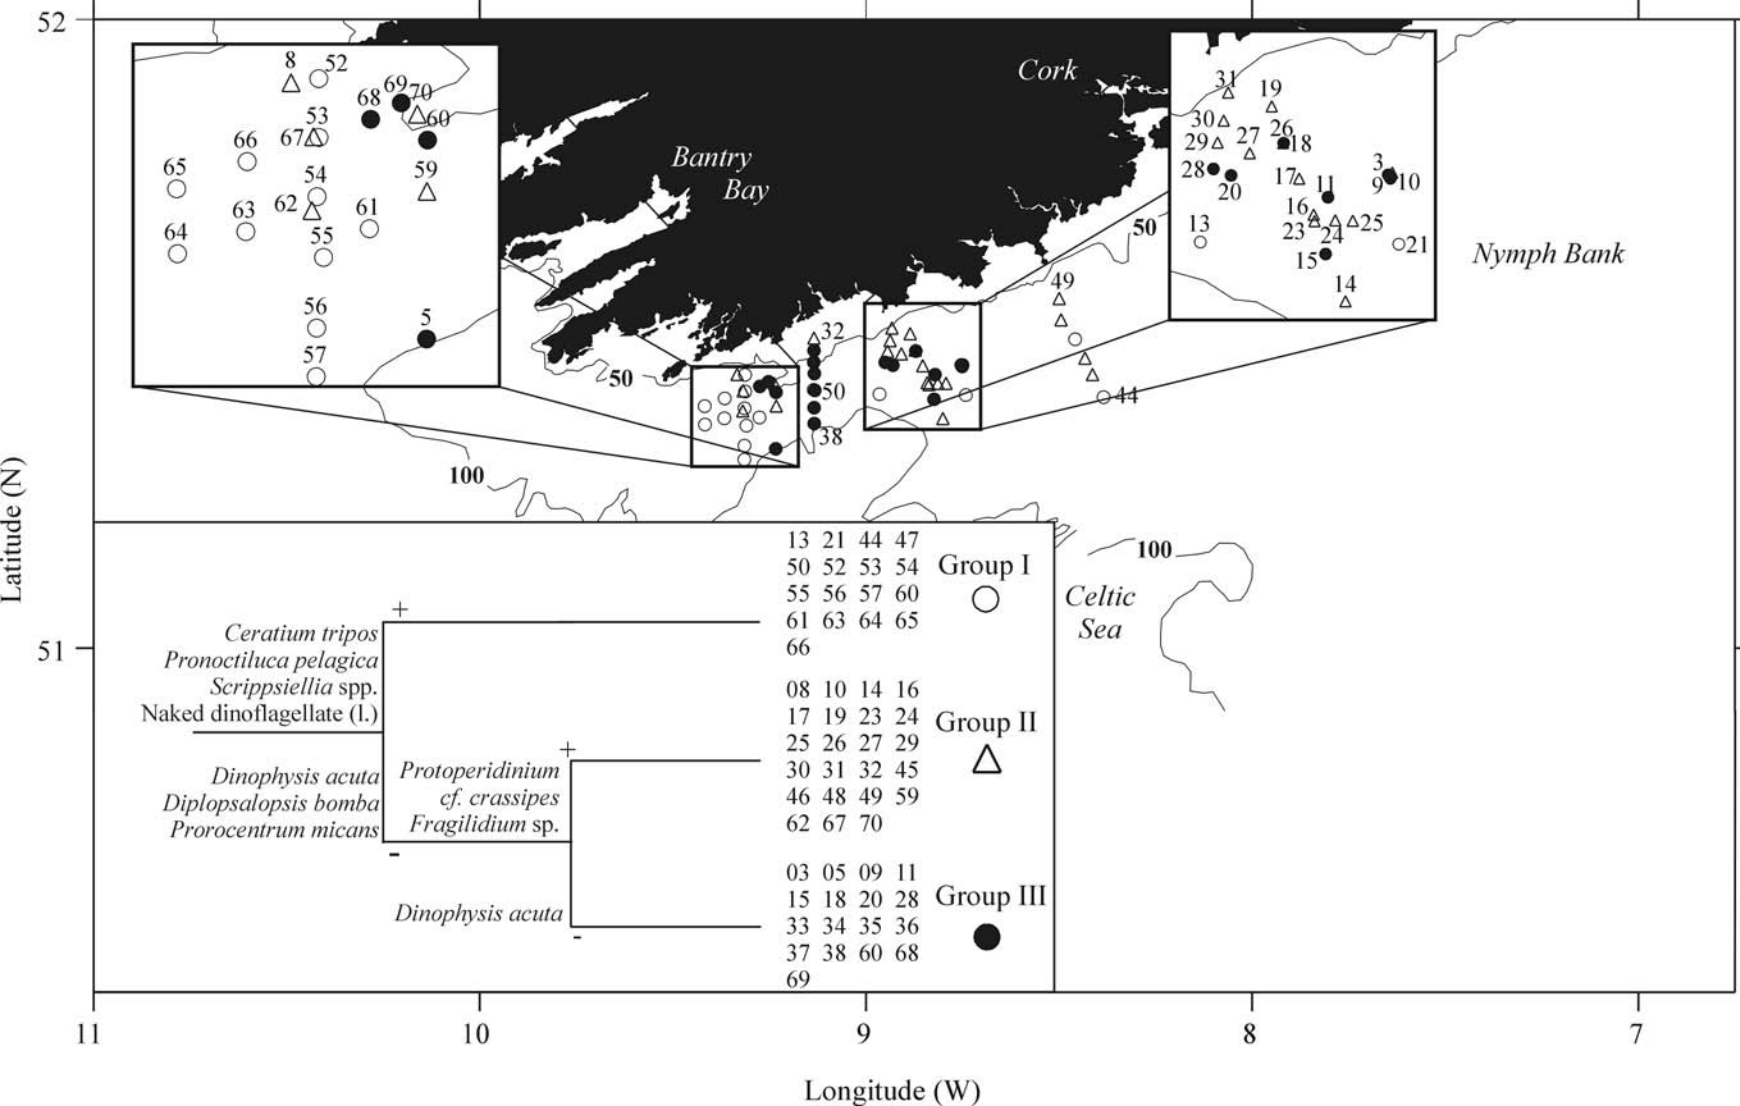 52
Cork
Bantry
Bay
Nymph Bank
Celtic
Sea
8
52
69
70
68
53
60
67
66
65
54
59
62
63
61
64
55
56
5
57
31
19
30
26
29
27
18
28
20
17
11
3
9
10
16
13
23
24
25
21
15
14
50
49
32
50
50
44
38
100
100
Latitude (N)
51
Ceratium tripos
Pronoctiluca pelagica
Scrippsiellia spp.
Naked dinoflagellate (l.)
+
Dinophysis acuta
Diplopsalopsis bomba
Prorocentrum micans
-
+
Protoperidinium
cf. crassipes
Fragilidium sp.
Dinophysis acuta
-
13 21 44 47
50 52 53 54
55 56 57 60
61 63 64 65
66
Group I
08 10 14 16
17 19 23 24
25 26 27 29
30 31 32 45
46 48 49 59
62 67 70
Group II
03 05 09 11
15 18 20 28
33 34 35 36
37 38 60 68
69
Group III
11
10
9
8
7
Longitude (W)